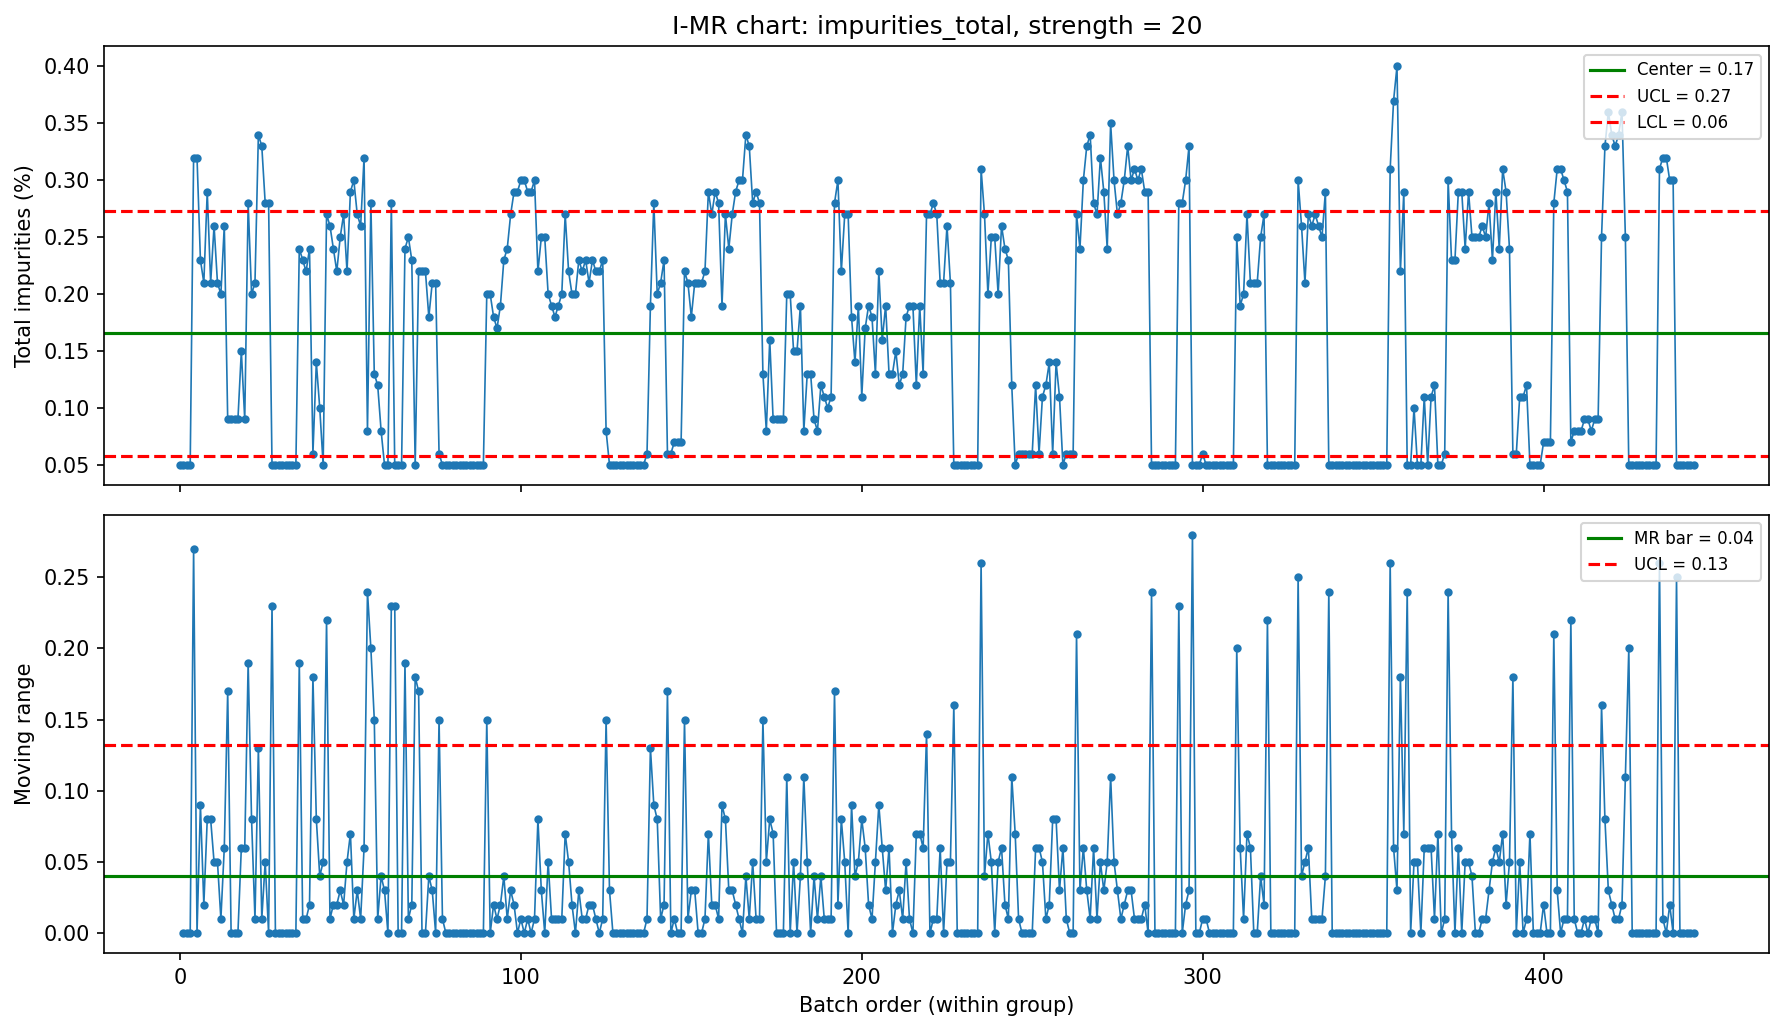 I-MR chart: impurities_total, strength = 20
Total impurities (%)
0.40
0.35
0.30
0.25
0.20
0.15
0.10
0.05
Center = 0.17
UCL = 0.27
LCL = 0.06
Moving range
0.25
0.20
0.15
0.10
0.05
0.00
MR bar = 0.04
UCL = 0.13
0
100
200
300
400
Batch order (within group)